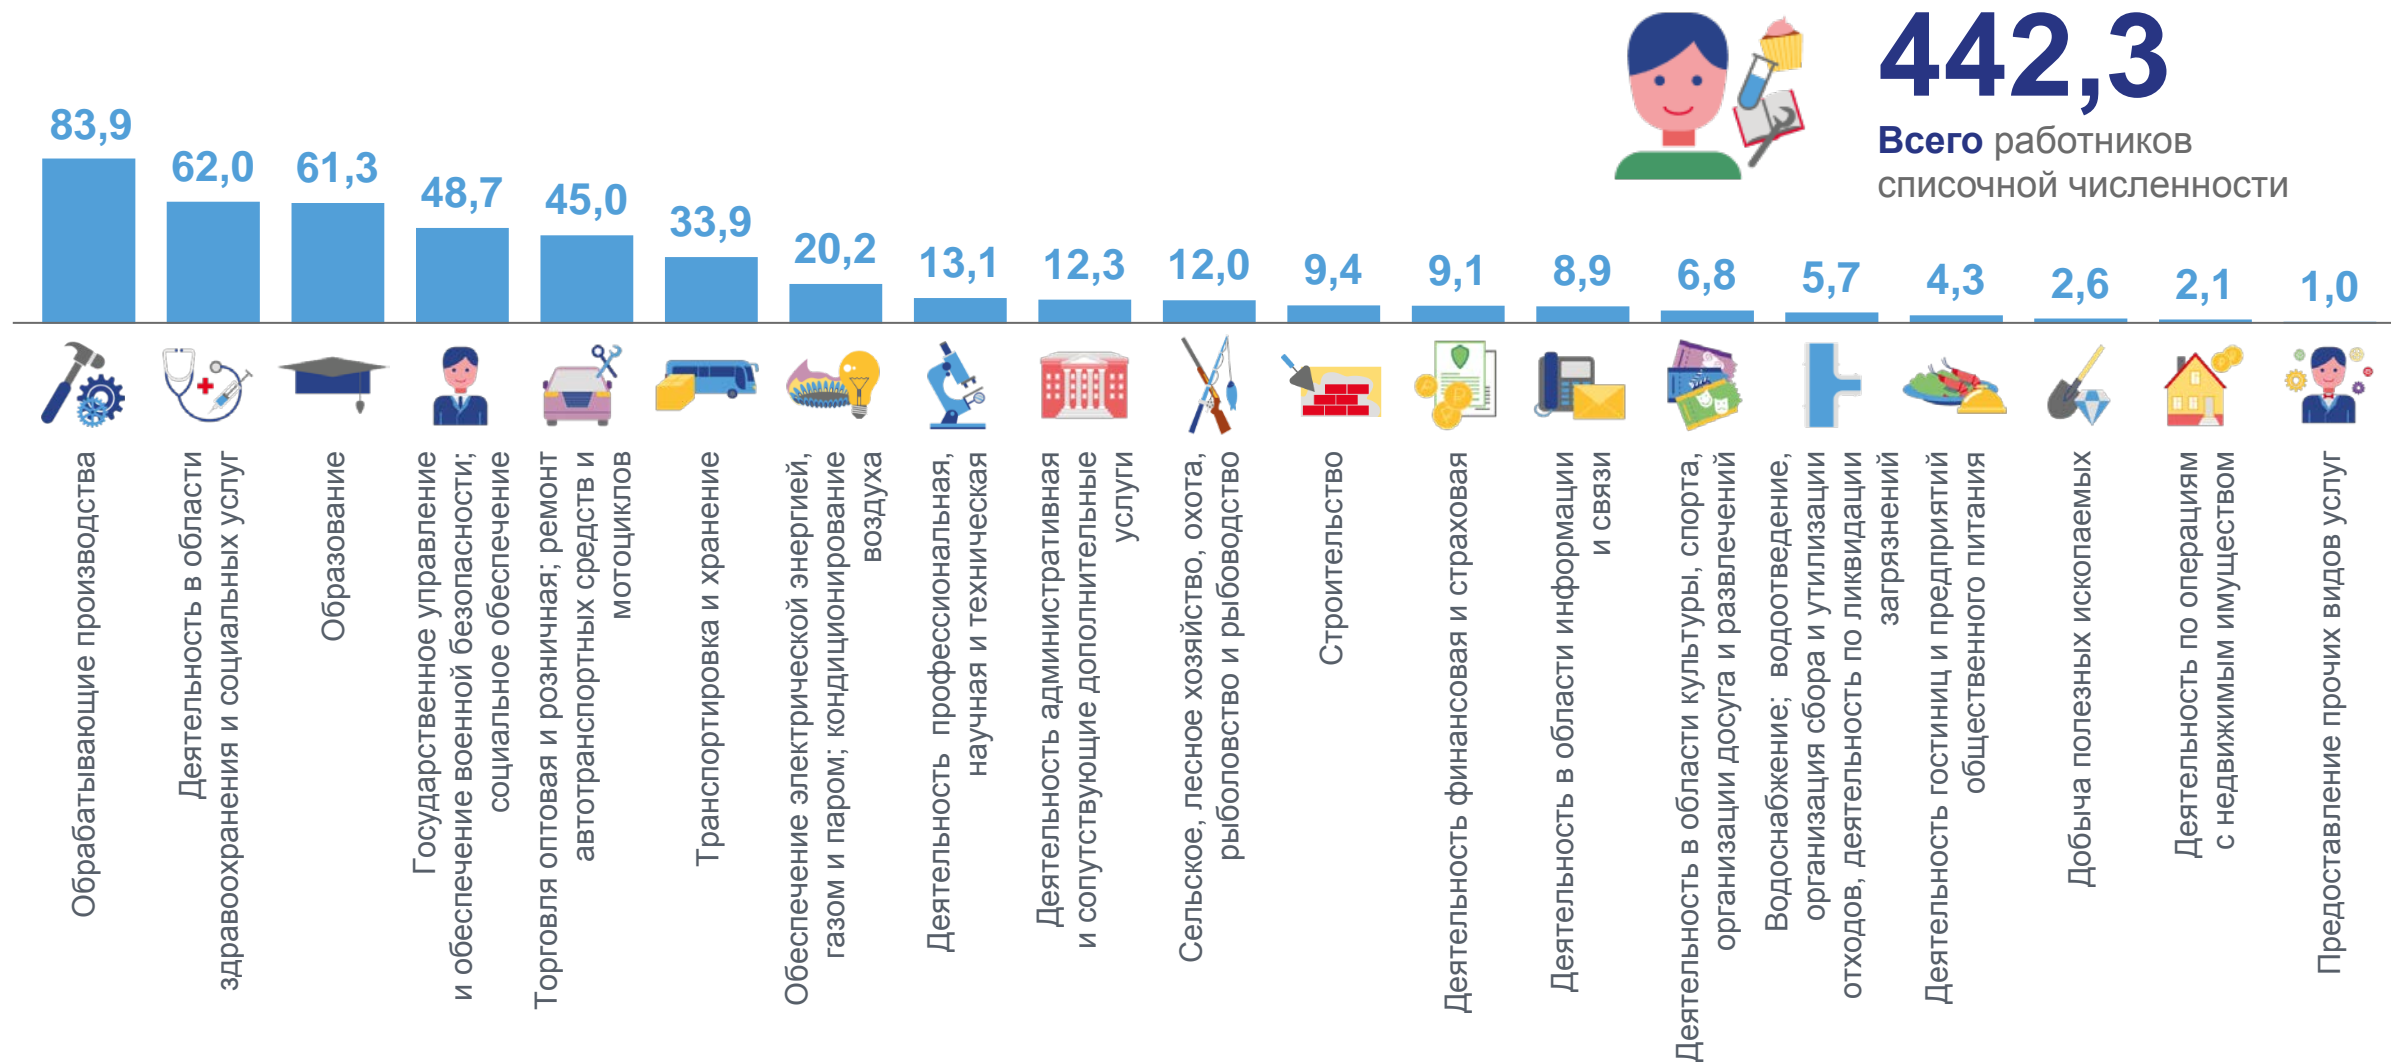 442,3
Всего работников
списочной численности
83,9
62,0
61,3
48,7
45,0
33,9
20,2
13,1
12,3
12,0
9,4
9,1
8,9
6,8
5,7
4,3
2,6
2,1
1,0
Обрабатывающие производства
Деятельность в области
здравоохранения и социальных услуг
Образование
Государственное управление
и обеспечение военной безопасности;
социальное обеспечение
Торговля оптовая и розничная; ремонт
автотранспортных средств и
мотоциклов
Транспортировка и хранение
Обеспечение электрической энергией,
газом и паром; кондиционирование
воздуха
Деятельность профессиональная,
научная и техническая
Деятельность административная
и сопутствующие дополнительные
услуги
Сельское, лесное хозяйство, охота,
рыболовство и рыбоводство
Строительство
Деятельность финансовая и страховая
Деятельность в области информации
и связи
Деятельность в области культуры, спорта,
организации досуга и развлечений
Водоснабжение; водоотведение,
организация сбора и утилизации
отходов, деятельность по ликвидации
загрязнений
Деятельность гостиниц и предприятий
общественного питания
Добыча полезных ископаемых
Деятельность по операциям
с недвижимым имуществом
Предоставление прочих видов услуг